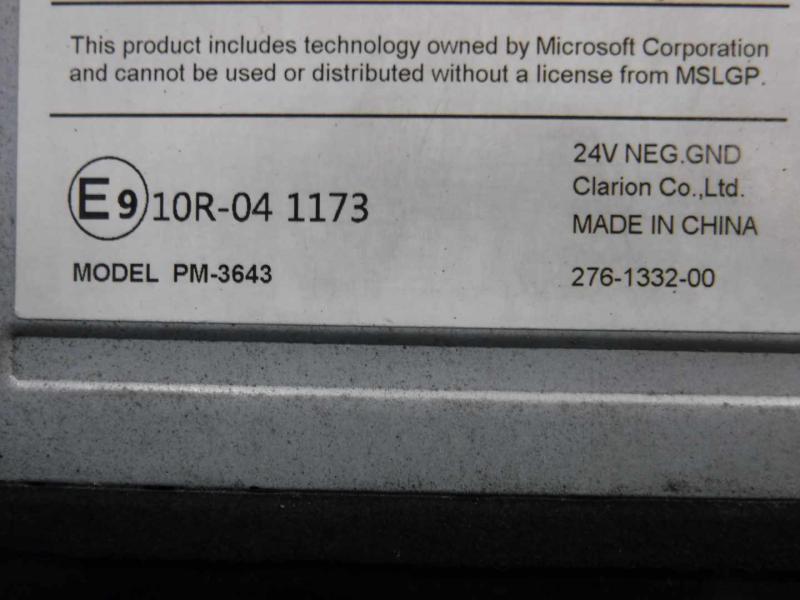 This product includes technology owned by Microsoft Corporation
and cannot be used or distributed without a license from MSLGP.
24V NEG.GND
Clarion Co.,Ltd.
E9 10R-04 1173
MADE IN CHINA
MODEL PM-3643
276-1332-00